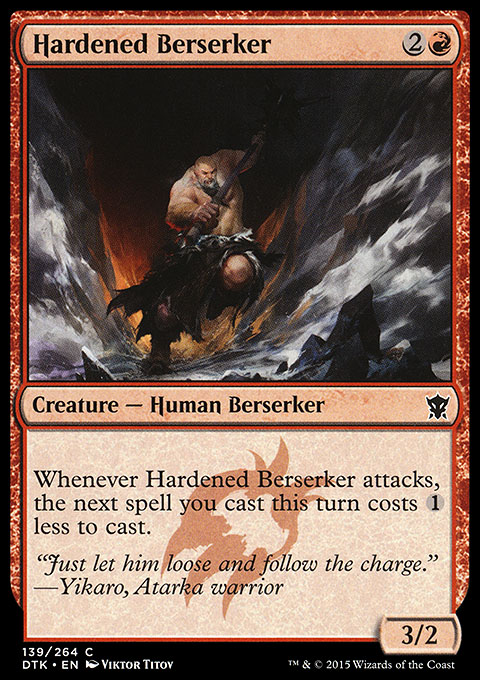 Hardened Berserker 2
Creature — Human Berserker
Whenever Hardened Berserker attacks,
the next spell you cast this turn costs 1
less to cast.
“Just let him loose and follow the charge.”
—Yikaro, Atarka warrior
3/2
139/264 C
DTK • EN Viktor Titov
™ & © 2015 Wizards of the Coast